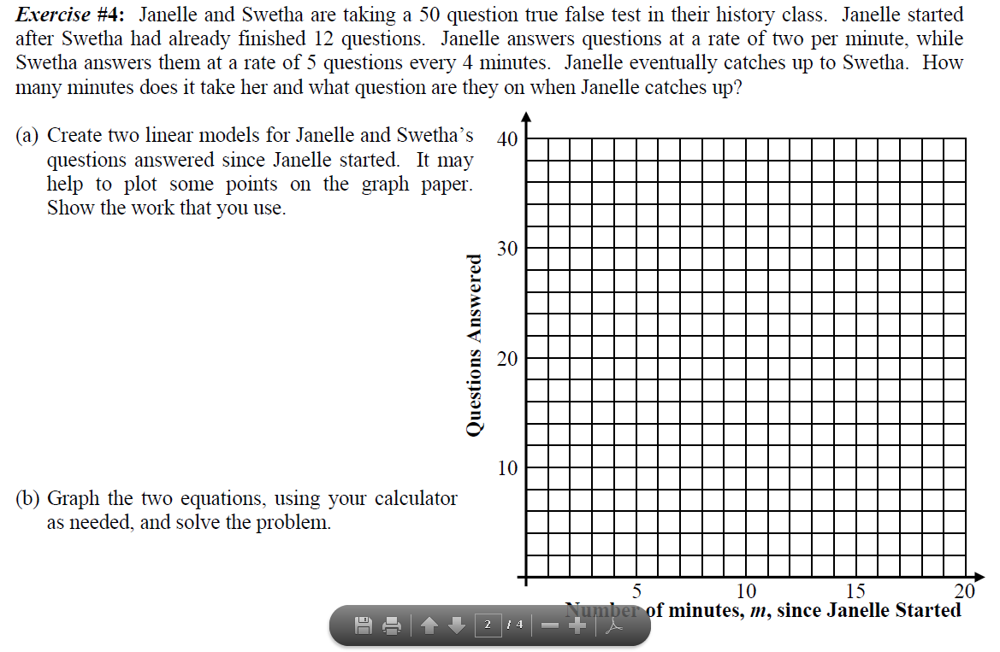 Exercise #4: Janelle and Swetha are taking a 50 question true false test in their history class. Janelle started
after Swetha had already finished 12 questions. Janelle answers questions at a rate of two per minute, while
Swetha answers them at a rate of 5 questions every 4 minutes. Janelle eventually catches up to Swetha. How
many minutes does it take her and what question are they on when Janelle catches up?
(a) Create two linear models for Janelle and Swetha's
questions answered since Janelle started. It may
help to plot some points on the graph paper.
Show the work that you use.
(b) Graph the two equations, using your calculator
as needed, and solve the problem.
40
30
20
10
Questions Answered
5 10 15 20
Number of minutes, m, since Janelle Started
2 / 4